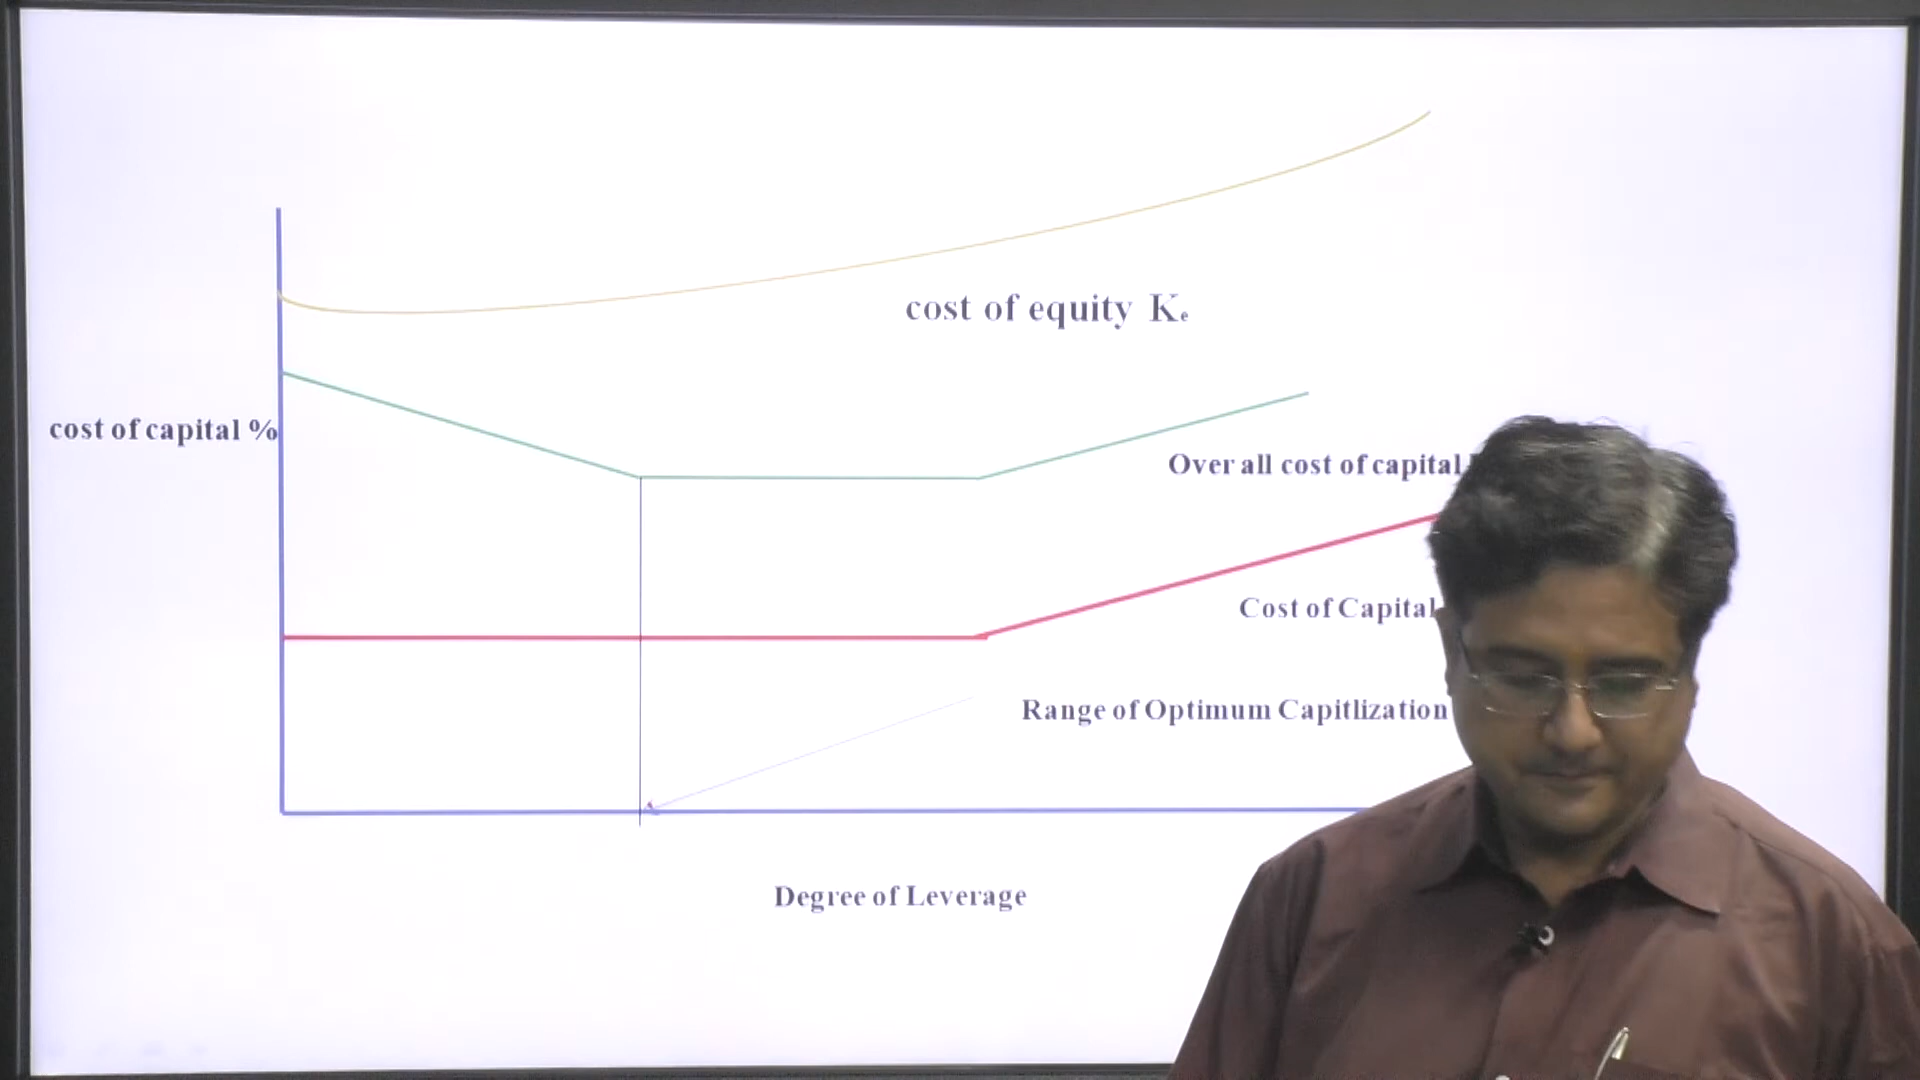 cost of equity Ke
cost of capital %
Over all cost of capital
Cost of Capital
Range of Optimum Capitlization
Degree of Leverage